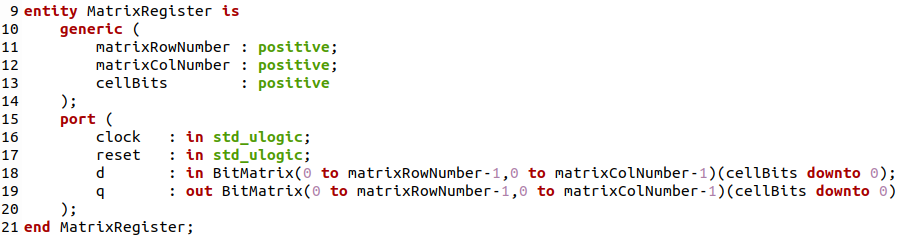 9 entity MatrixRegister is
10     generic (
11         matrixRowNumber : positive;
12         matrixColNumber : positive;
13         cellBits        : positive
14     );
15     port (
16         clock   : in std_ulogic;
17         reset   : in std_ulogic;
18         d       : in BitMatrix(0 to matrixRowNumber-1,0 to matrixColNumber-1)(cellBits downto 0);
19         q       : out BitMatrix(0 to matrixRowNumber-1,0 to matrixColNumber-1)(cellBits downto 0)
20     );
21 end MatrixRegister;